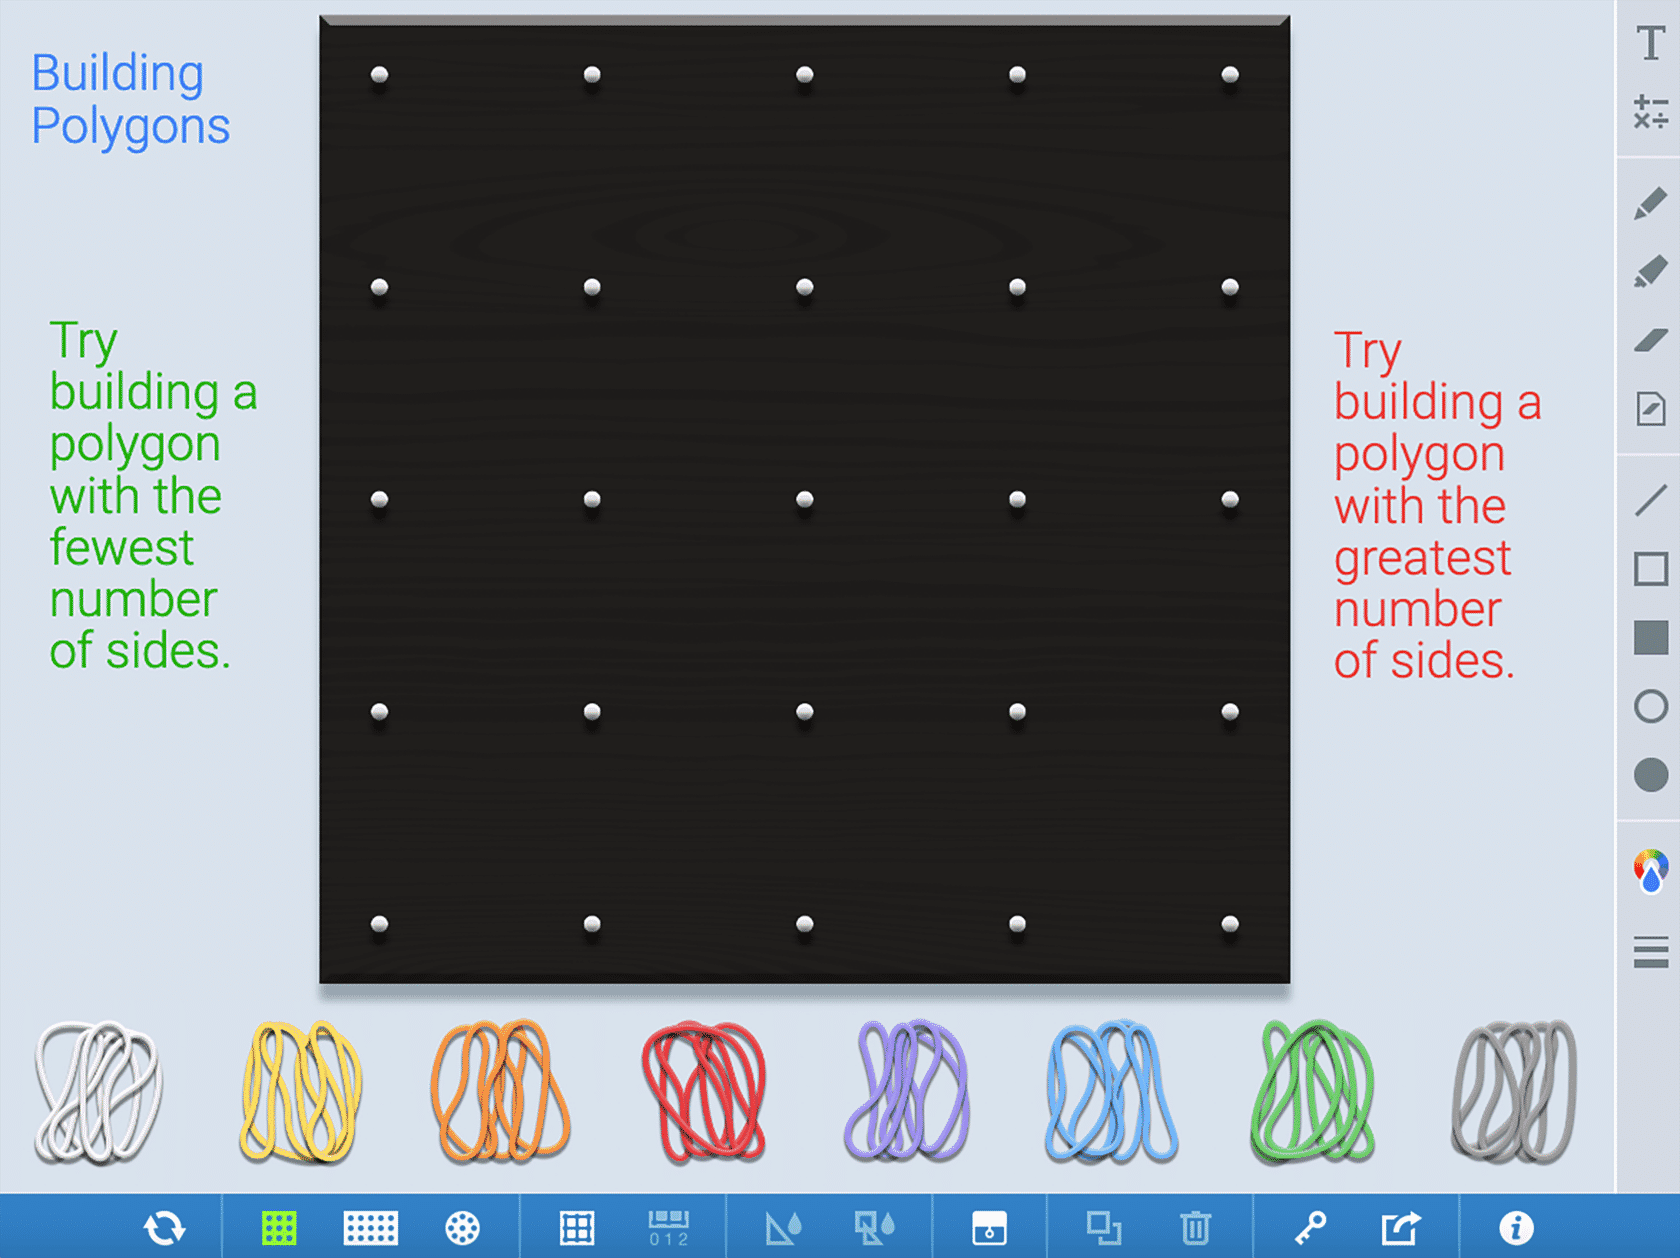 Building
Polygons
Try
building a
polygon
with the
fewest
number
of sides.
Try
building a
polygon
with the
greatest
number
of sides.
T
0 1 2